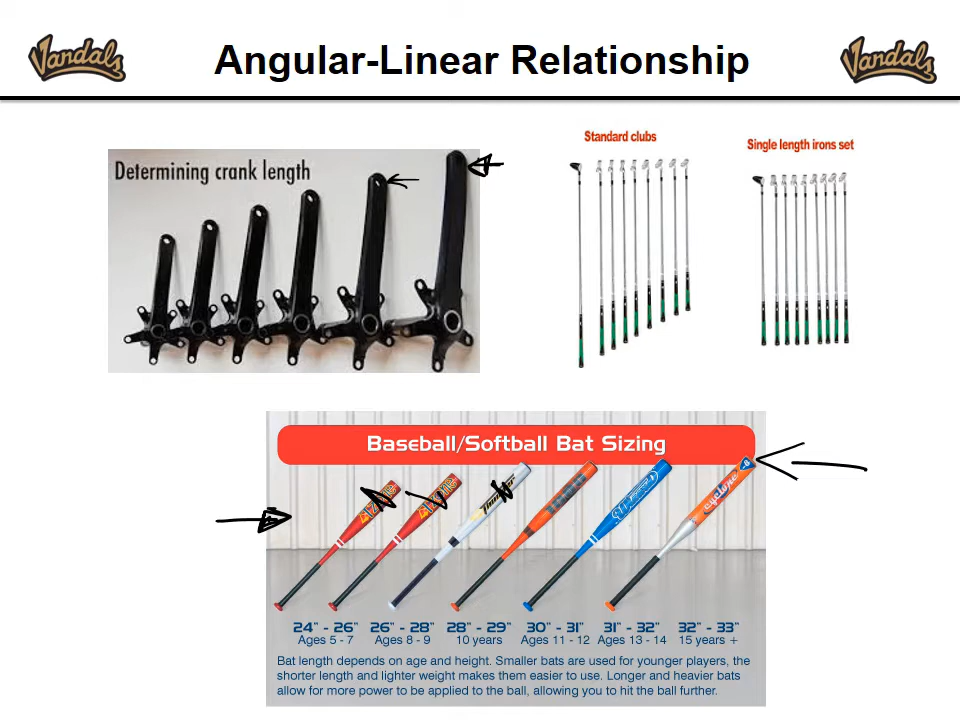 Vandals
Angular-Linear Relationship
Vandals
Determining crank length
Standard clubs
Single length irons set
Baseball/Softball Bat Sizing
cyclone
24" - 26" 26" - 28" 28" - 29" 30" - 31" 31" - 32" 32" - 33"
Ages 5 - 7 Ages 8 - 9 10 years Ages 11 - 12 Ages 13 - 14 15 years +
Bat length depends on age and height. Smaller bats are used for younger players, the
shorter length and lighter weight makes them easier to use. Longer and heavier bats
allow for more power to be applied to the ball, allowing you to hit the ball further.